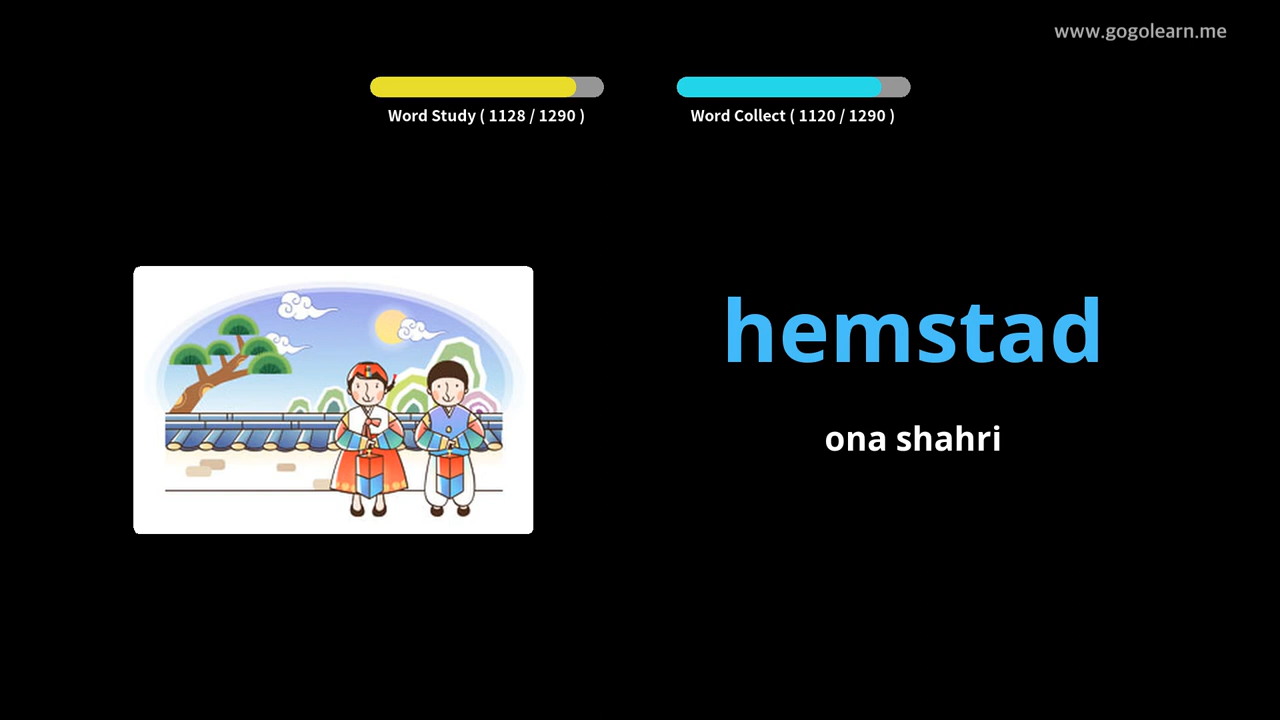 www.gogolearn.me
Word Study ( 1128 / 1290 )
Word Collect ( 1120 / 1290 )
hemstad
ona shahri